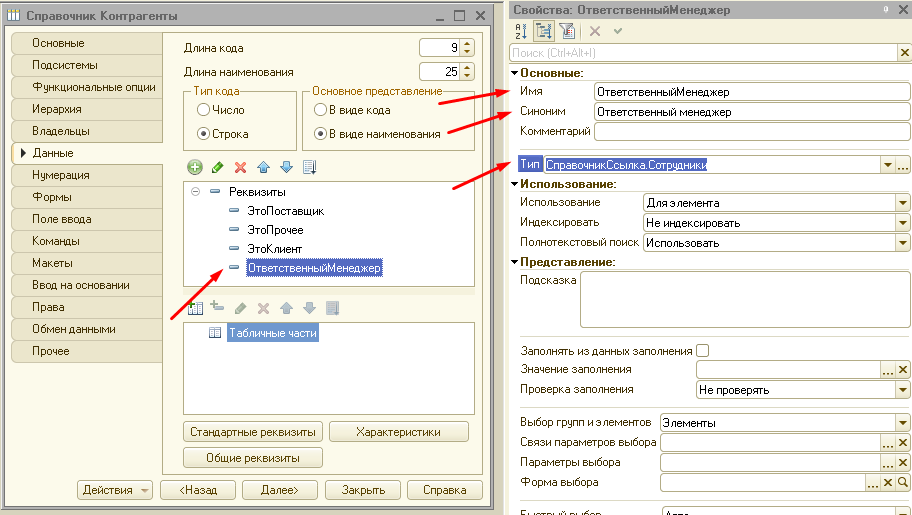 Справочник Контрагенты
Основные
Подсистемы
Функциональные опции
Иерархия
Владельцы
Данные
Нумерация
Формы
Поле ввода
Команды
Макеты
Ввод на основании
Права
Обмен данными
Прочее
Длина кода 9
Длина наименования 25
Тип кода
Число
Строка
Основное представление
В виде кода
В виде наименования
Реквизиты
ЭтоПоставщик
ЭтоПрочее
ЭтоКлиент
ОтветственныйМенеджер
Табличные части
Стандартные реквизиты
Характеристики
Общие реквизиты
Действия
<Назад
Далее>
Закрыть
Справка
Свойства: ОтветственныйМенеджер
Поиск (Ctrl+Alt+I)
Основные:
Имя ОтветственныйМенеджер
Синоним Ответственный менеджер
Комментарий
Тип СправочникСсылка.Сотрудники
Использование:
Использование Для элемента
Индексировать Не индексировать
Полнотекстовый поиск Использовать
Представление:
Подсказка
Заполнять из данных заполнения
Значение заполнения
Проверка заполнения Не проверять
Выбор групп и элементов Элементы
Связи параметров выбора
Параметры выбора
Форма выбора
Быстрый выбор Авто